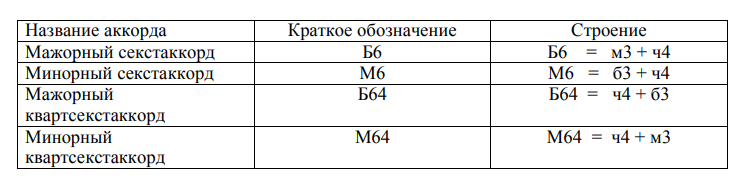 Название аккорда Краткое обозначение Строение
Мажорный секстаккорд Б6 Б6 = м3 + ч4
Минорный секстаккорд М6 М6 = б3 + ч4
Мажорный Б64 Б64 = ч4 + б3
квартсекстаккорд
Минорный М64 М64 = ч4 + м3
квартсекстаккорд